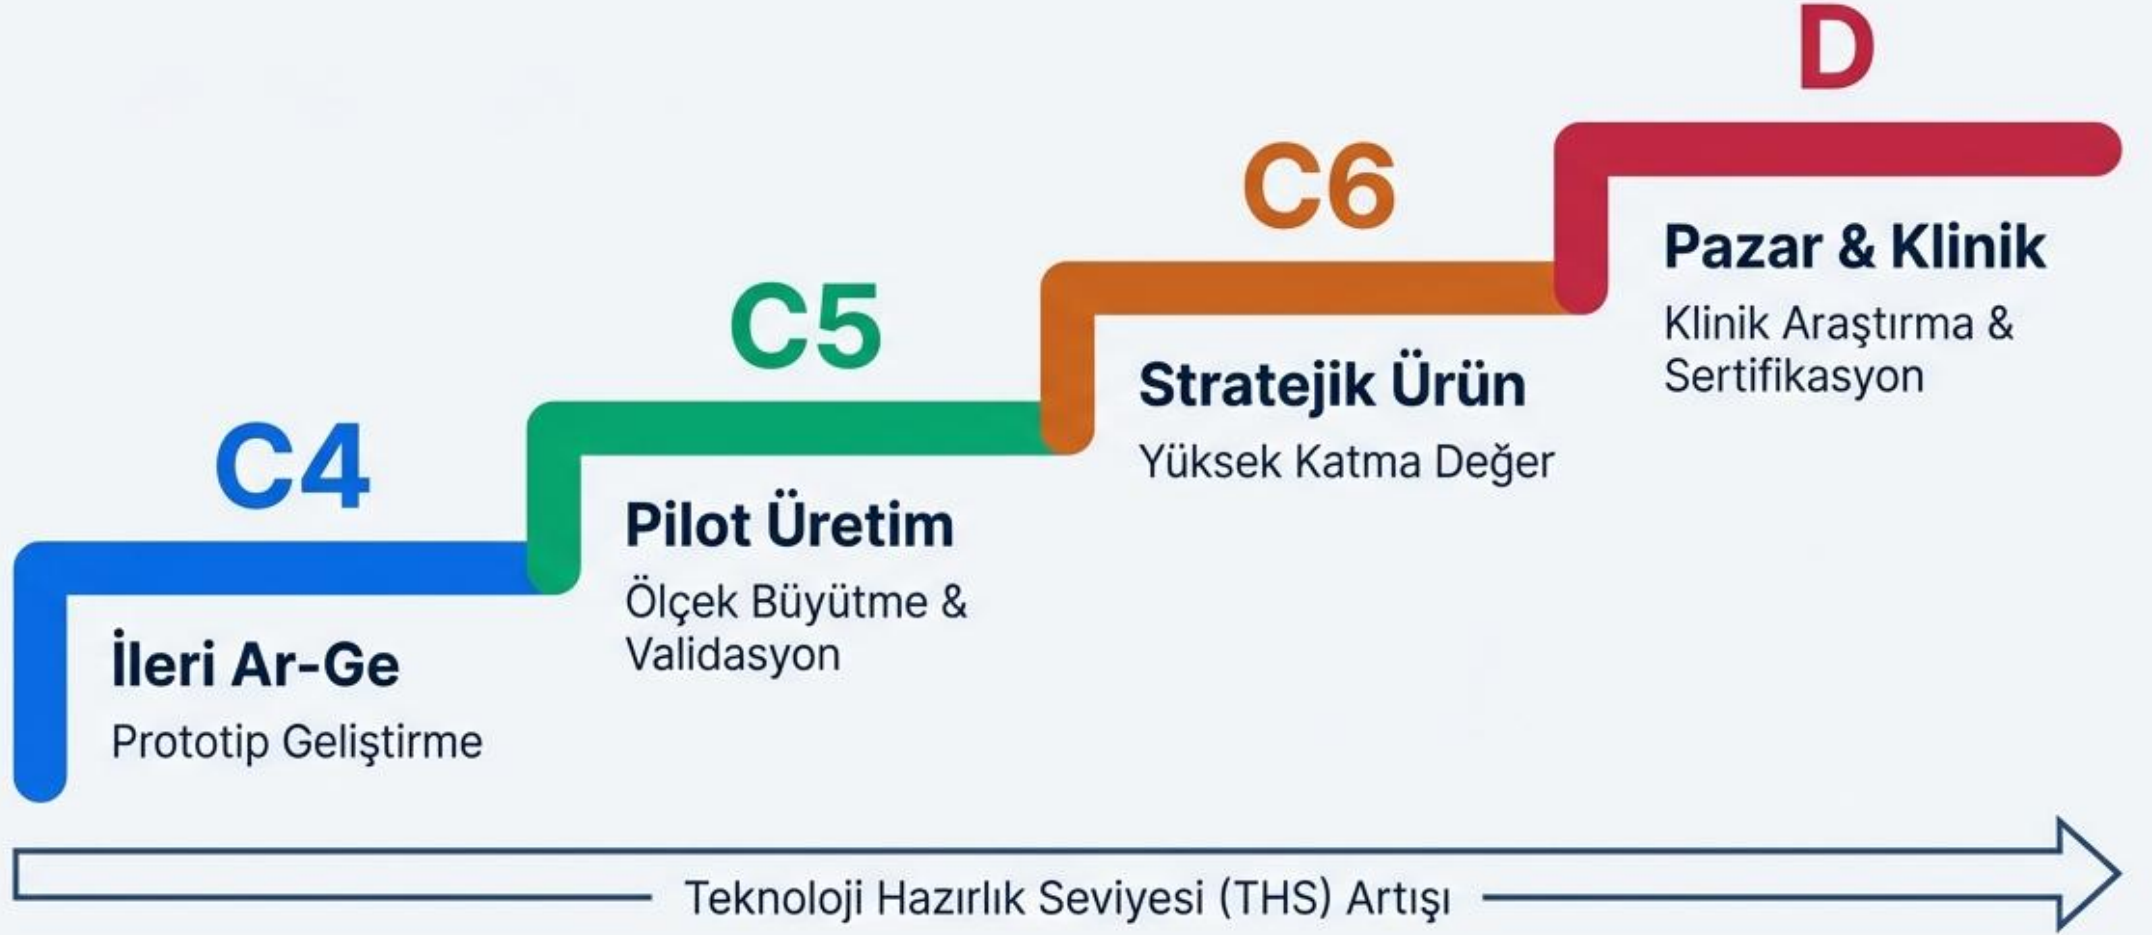 C4
İleri Ar-Ge
Prototip Geliştirme
C5
Pilot Üretim
Ölçek Büyütme &
Validasyon
C6
Stratejik Ürün
Yüksek Katma Değer
D
Pazar & Klinik
Klinik Araştırma &
Sertifikasyon
Teknoloji Hazırlık Seviyesi (THS) Artışı